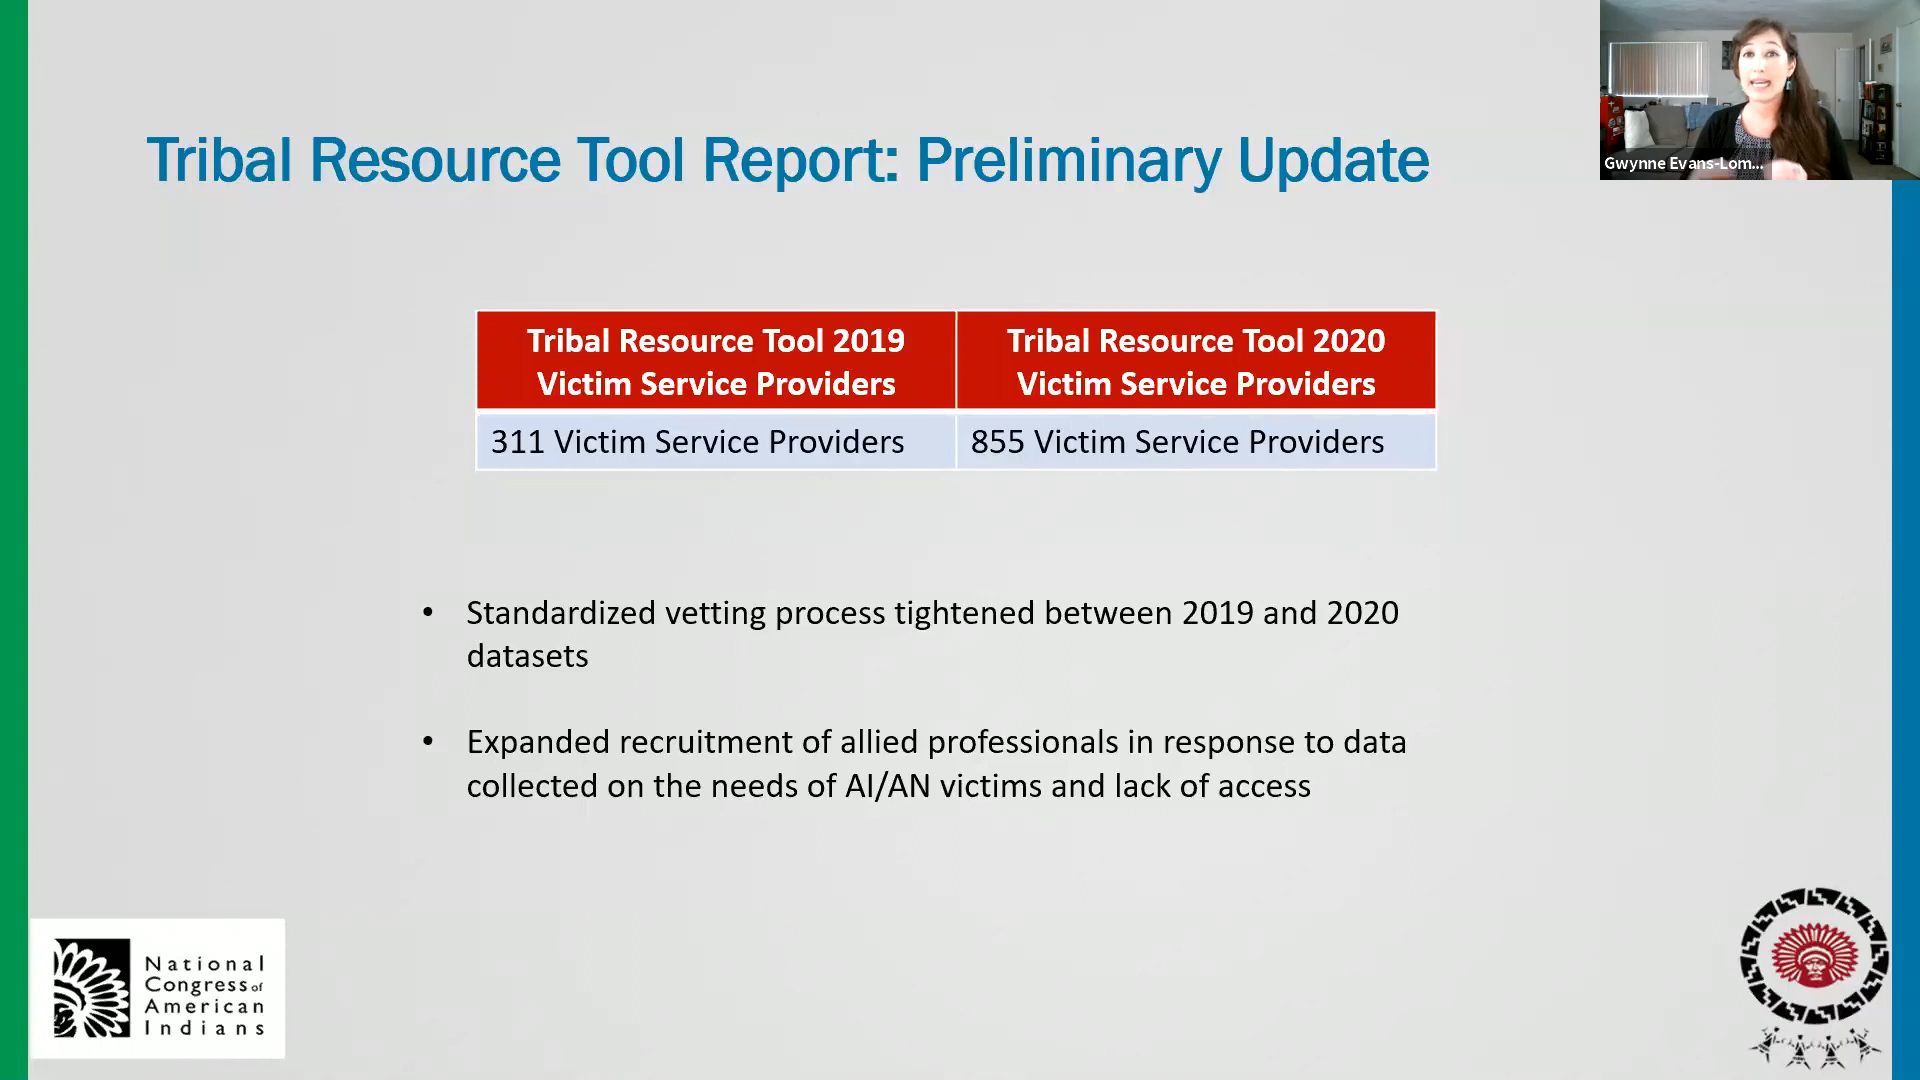 Tribal Resource Tool Report: Preliminary Update
Gwynne Evans-Lom...
Tribal Resource Tool 2019
Victim Service Providers
Tribal Resource Tool 2020
Victim Service Providers
311 Victim Service Providers
855 Victim Service Providers
• Standardized vetting process tightened between 2019 and 2020
datasets
• Expanded recruitment of allied professionals in response to data
collected on the needs of AI/AN victims and lack of access
National
Congress of
American
Indians